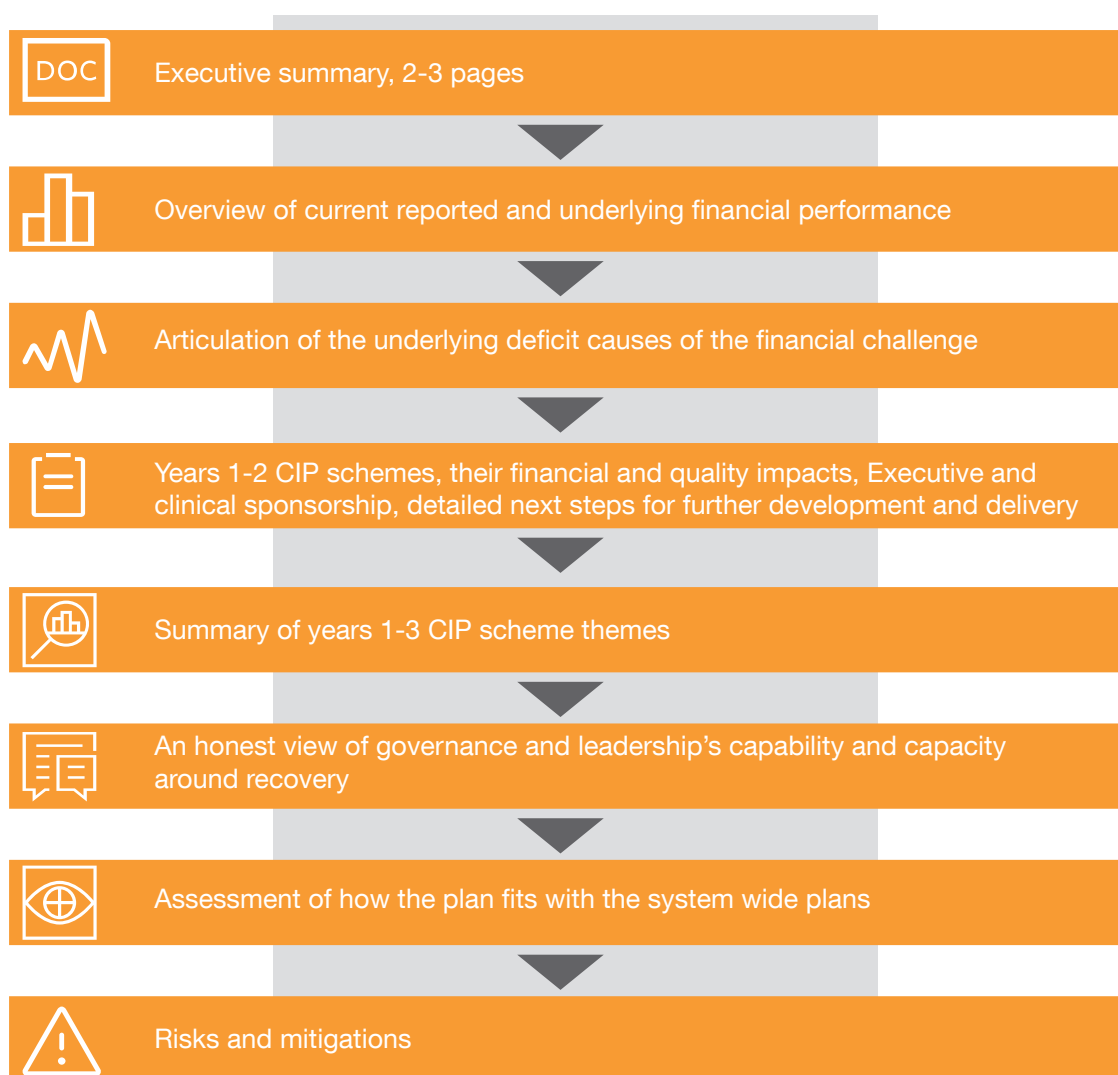 DOC
Executive summary, 2-3 pages
Overview of current reported and underlying financial performance
Articulation of the underlying deficit causes of the financial challenge
Years 1-2 CIP schemes, their financial and quality impacts, Executive and
clinical sponsorship, detailed next steps for further development and delivery
Summary of years 1-3 CIP scheme themes
An honest view of governance and leadership's capability and capacity
around recovery
Assessment of how the plan fits with the system wide plans
Risks and mitigations